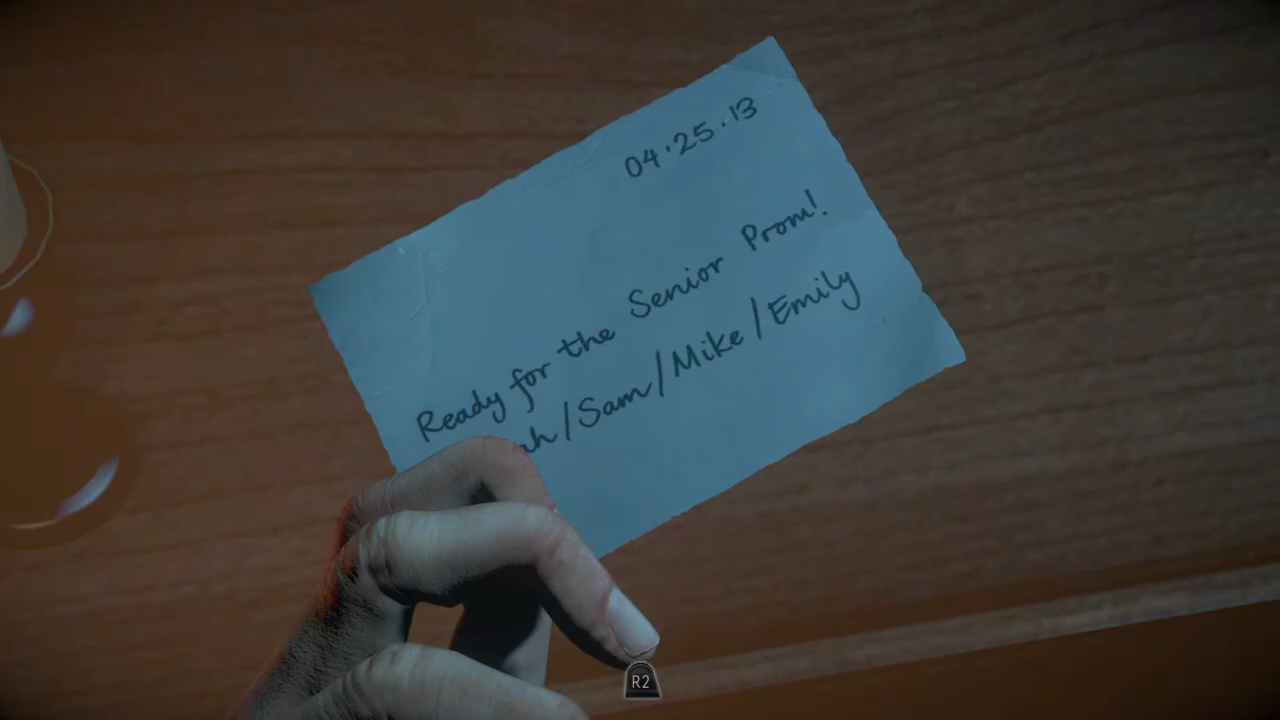 04.25.13
Ready for the Senior Prom!
/Sam/Mike/Emily
R2